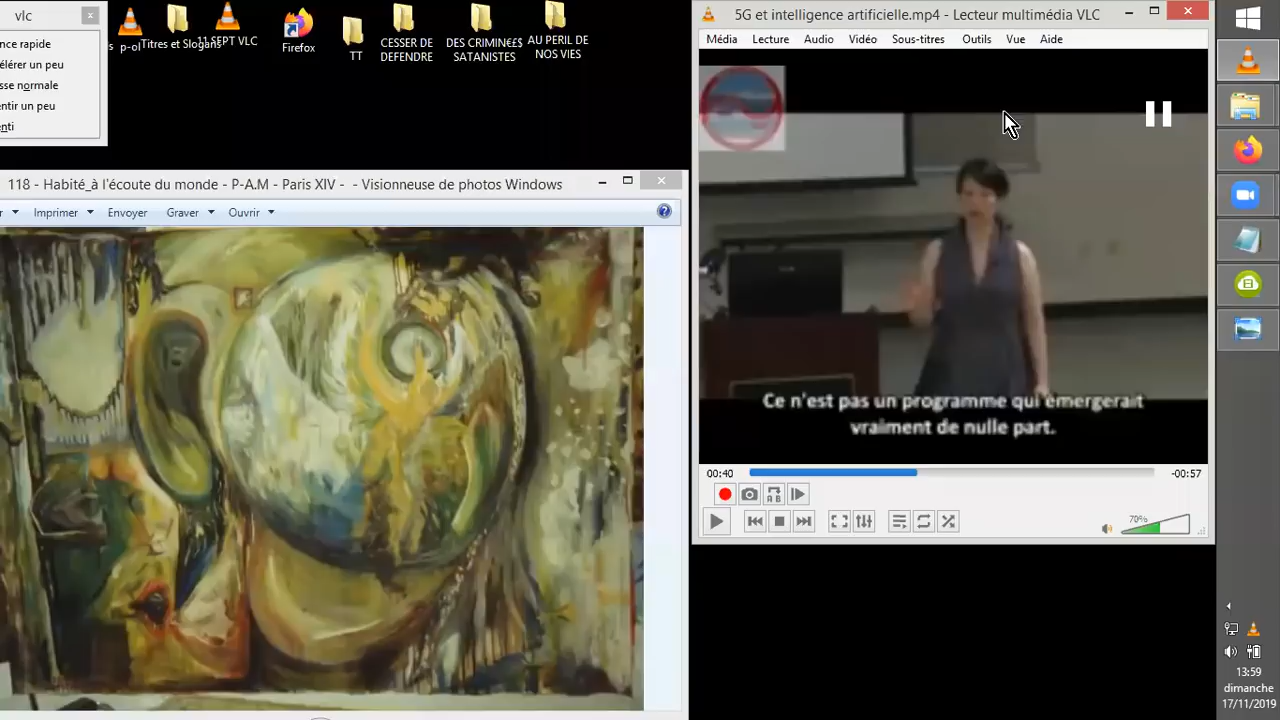 vlc
nce rapide
élérer un peu
sse normale
entir un peu
enti
p-ol
Titres et Slogans
11 SEPT VLC
Firefox
TT
CESSER DE
DEFENDRE
DES CRIMIN€£$
SATANISTES
AU PERIL DE
NOS VIES
118 - Habité_à l'écoute du monde - P-A.M - Paris XIV - - Visionneuse de photos Windows
r
Imprimer
Envoyer
Graver
Ouvrir
5G et intelligence artificielle.mp4 - Lecteur multimédia VLC
Média Lecture Audio Vidéo Sous-titres Outils Vue Aide
Ce n'est pas un programme qui émergerait
vraiment de nulle part.
00:40
-00:57
70%
13:59
dimanche
17/11/2019